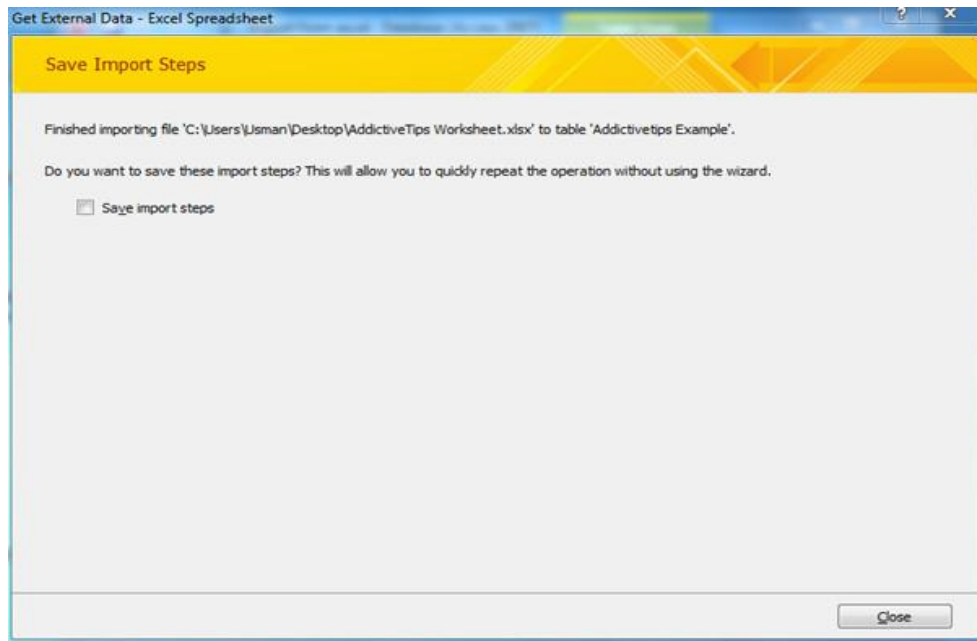 Get External Data - Excel Spreadsheet
? X
Save Import Steps
Finished importing file 'C:\Users\Usman\Desktop\AddictiveTips Worksheet.xlsx' to table 'Addictivetips Example'.
Do you want to save these import steps? This will allow you to quickly repeat the operation without using the wizard.
Save import steps
Close